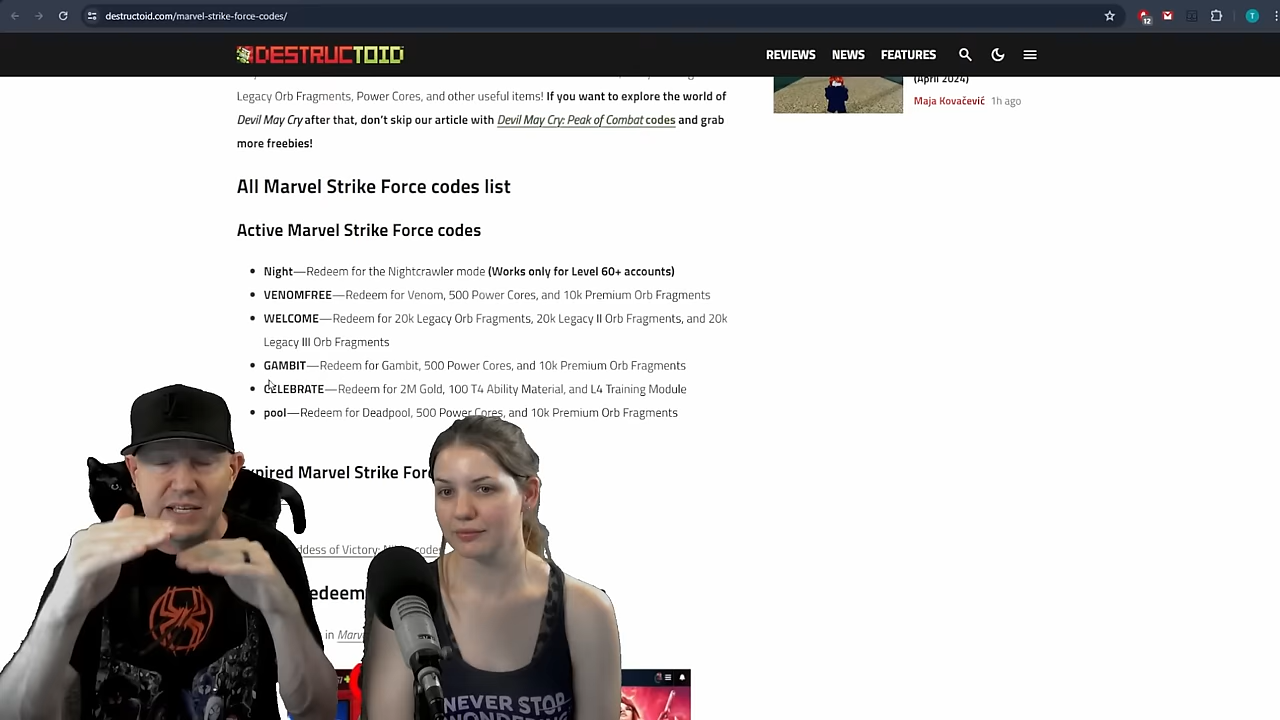 destructoid.com/marvel-strike-force-codes/
12
T
DESTRUCTOID
REVIEWS NEWS FEATURES
(April 2024)
Maja Kovačević 1h ago
Legacy Orb Fragments, Power Cores, and other useful items! If you want to explore the world of
Devil May Cry after that, don't skip our article with Devil May Cry: Peak of Combat codes and grab
more freebies!
All Marvel Strike Force codes list
Active Marvel Strike Force codes
• Night—Redeem for the Nightcrawler mode (Works only for Level 60+ accounts)
• VENOMFREE—Redeem for Venom, 500 Power Cores, and 10k Premium Orb Fragments
• WELCOME—Redeem for 20k Legacy Orb Fragments, 20k Legacy II Orb Fragments, and 20k
Legacy III Orb Fragments
• GAMBIT—Redeem for Gambit, 500 Power Cores, and 10k Premium Orb Fragments
• CELEBRATE—Redeem for 2M Gold, 100 T4 Ability Material, and L4 Training Module
• pool—Redeem for Deadpool, 500 Power Cores, and 10k Premium Orb Fragments
Marvel Strike
of Victory:
in
NEVER STOP
WONDERING